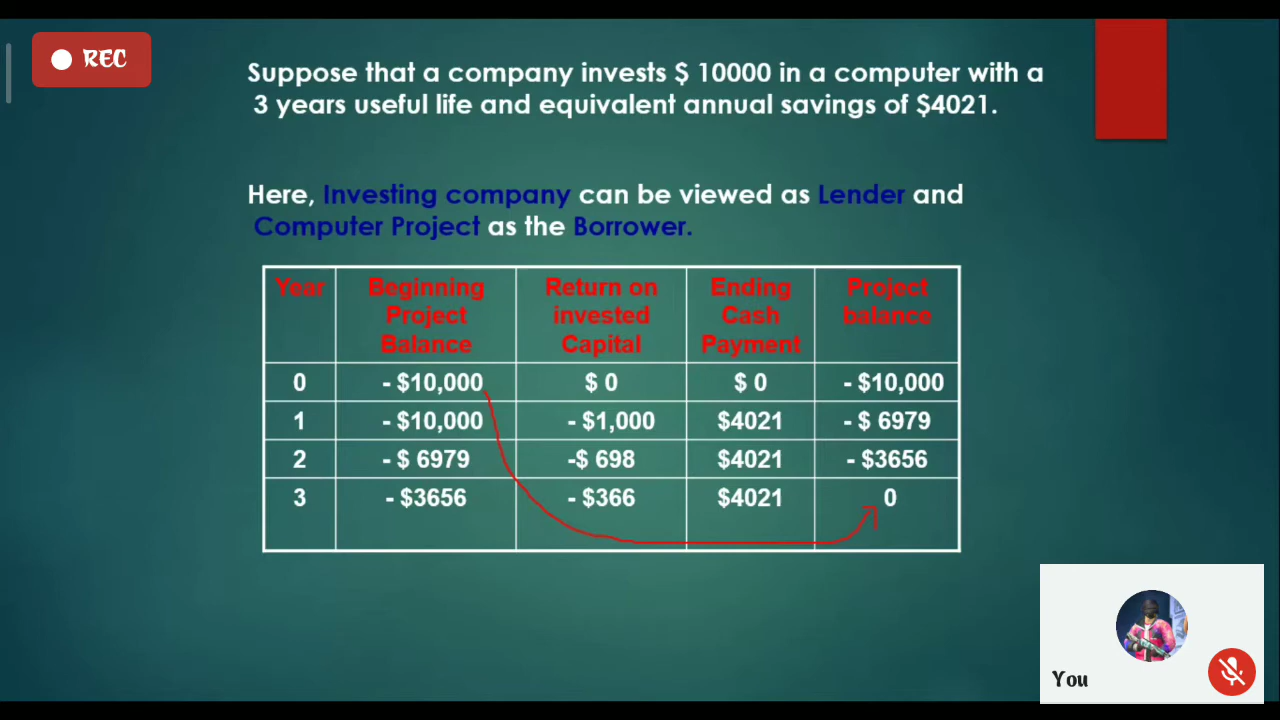 REC
Suppose that a company invests $ 10000 in a computer with a
3 years useful life and equivalent annual savings of $4021.
Here, Investing company can be viewed as Lender and
Computer Project as the Borrower.
Year Beginning Project Balance Return on invested Capital Ending Cash Payment Project balance
0 - $10,000 $ 0 $ 0 - $10,000
1 - $10,000 - $1,000 $4021 - $ 6979
2 - $ 6979 -$ 698 $4021 - $3656
3 - $3656 - $366 $4021 0
You